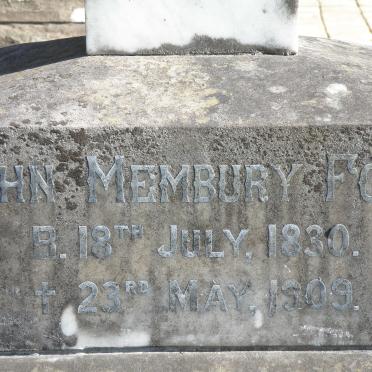 HN MEMBURY FO
B. 18TH JULY, 1830.
† 23RD MAY, 1909.